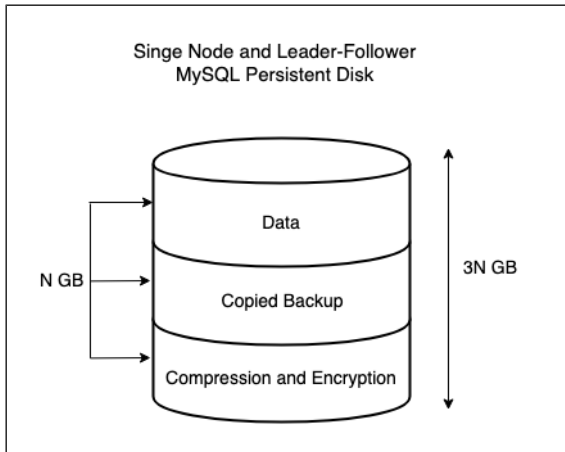 Singe Node and Leader-Follower
MySQL Persistent Disk
Data
N GB
Copied Backup
3N GB
Compression and Encryption